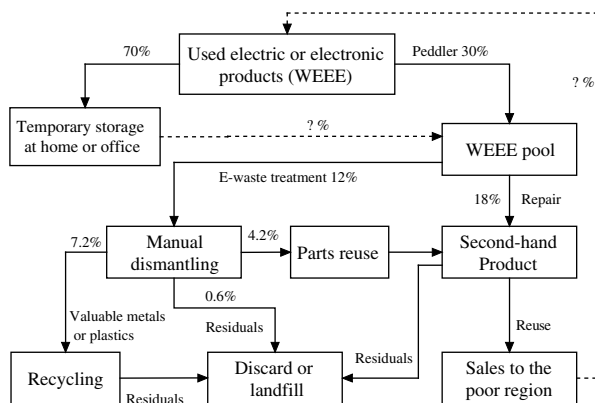 70%
Used electric or electronic
products (WEEE)
Peddler 30%
? %
Temporary storage
at home or office
? %
WEEE pool
E-waste treatment 12%
18%
Repair
7.2%
Manual
dismantling
4.2%
Parts reuse
Second-hand
Product
0.6%
Valuable metals
or plastics
Residuals
Residuals
Reuse
Recycling
Residuals
Discard or
landfill
Sales to the
poor region